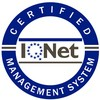 CERTIFIED
IQNet
MANAGEMENT SYSTEM